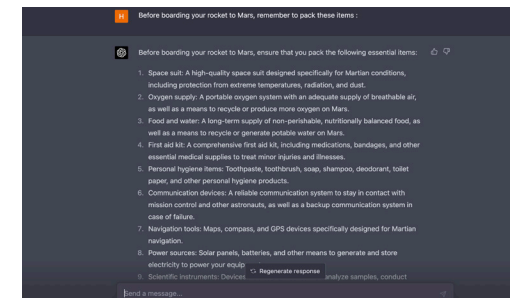 H Before boarding your rocket to Mars, remember to pack these items :
Before boarding your rocket to Mars, ensure that you pack the following essential items:
1. Space suit: A high-quality space suit designed specifically for Martian conditions,
including protection from extreme temperatures, radiation, and dust.
2. Oxygen supply: A portable oxygen system with an adequate supply of breathable air,
as well as a means to recycle or produce more oxygen on Mars.
3. Food and water: A long-term supply of non-perishable, nutritionally balanced food, as
well as a means to recycle or generate potable water on Mars.
4. First aid kit: A comprehensive first aid kit, including medications, bandages, and other
essential medical supplies to treat minor injuries and illnesses.
5. Personal hygiene items: Toothpaste, toothbrush, soap, shampoo, deodorant, toilet
paper, and other personal hygiene products.
6. Communication devices: A reliable communication system to stay in contact with
mission control and other astronauts, as well as a backup communication system in
case of failure.
7. Navigation tools: Maps, compass, and GPS devices specifically designed for Martian
navigation.
8. Power sources: Solar panels, batteries, and other means to generate and store
electricity to power your equip
Regenerate response
9. Scientific instruments: Devices analyze samples, conduct
Send a message...